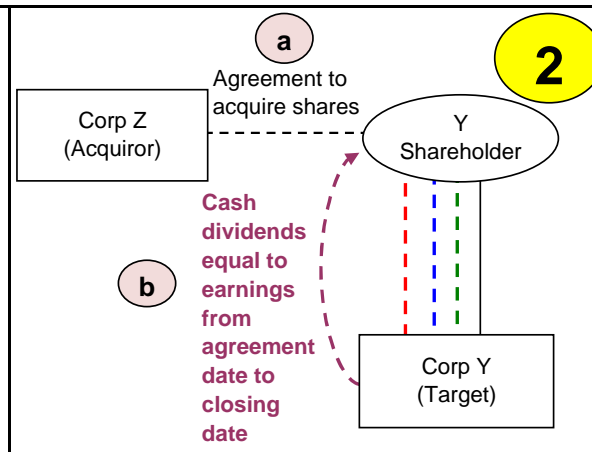 a
2
Agreement to
acquire shares
Corp Z
(Acquiror)
Y
Shareholder
b
Cash
dividends
equal to
earnings
from
agreement
date to
closing
date
Corp Y
(Target)